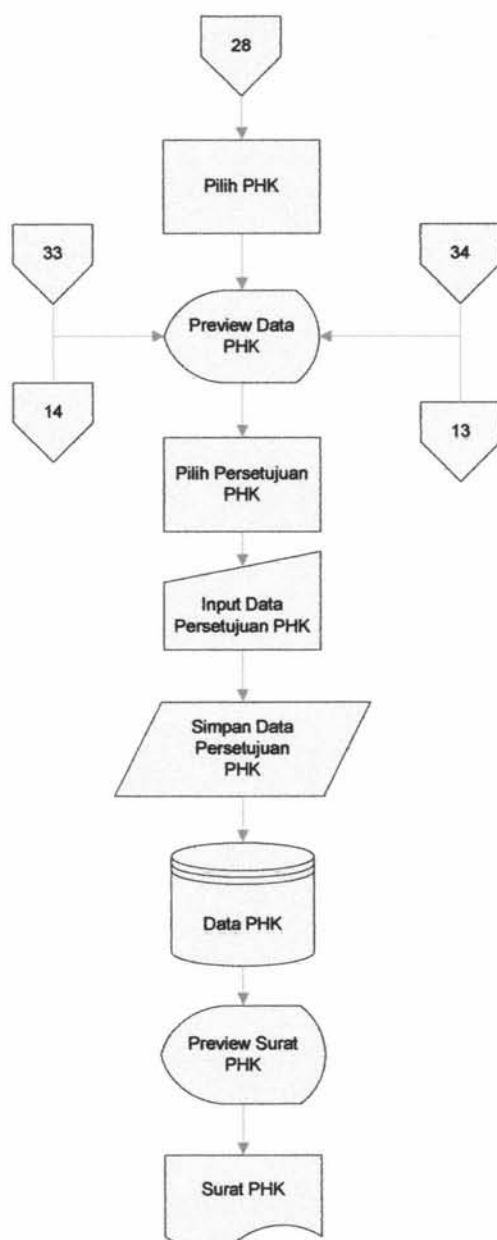 28
Pilih PHK
33
34
Preview Data
PHK
14
13
Pilih Persetujuan
PHK
Input Data
Persetujuan PHK
Simpan Data
Persetujuan
PHK
Data PHK
Preview Surat
PHK
Surat PHK